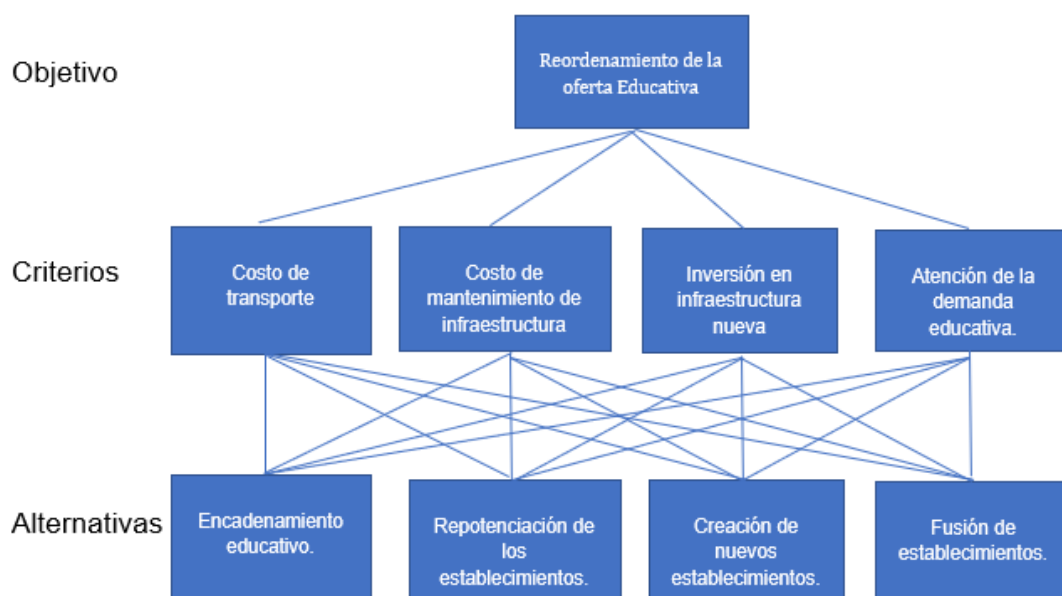 Objetivo
Reordenamiento de la
oferta Educativa
Criterios
Costo de
transporte
Costo de
mantenimiento de
infraestructura
Inversión en
infraestructura
nueva
Atención de la
demanda
educativa.
Alternativas
Encadenamiento
educativo.
Repotenciación de
los
establecimientos.
Creación de
nuevos
establecimientos.
Fusión de
establecimientos.